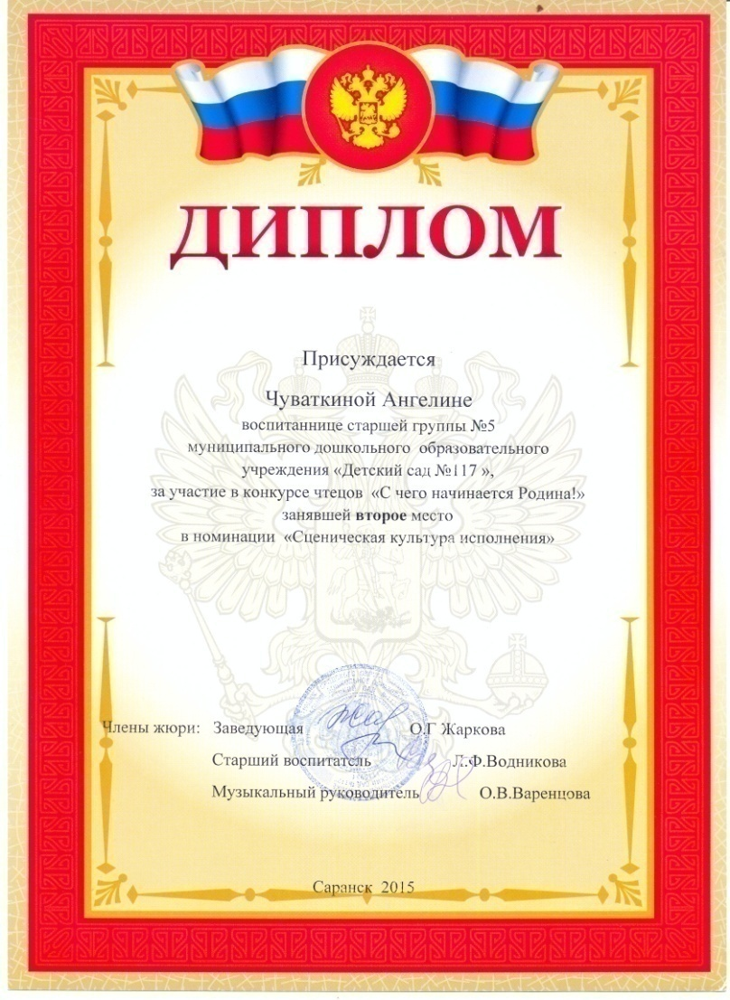 ДИПЛОМ
Присуждается
Чуваткиной Ангелине
воспитаннице старшей группы №5
муниципального дошкольного образовательного
учреждения «Детский сад №117 »,
за участие в конкурсе чтецов «С чего начинается Родина!»
занявшей второе место
в номинации «Сценическая культура исполнения»
Члены жюри: Заведующая О.Г Жаркова
Старший воспитатель Л.Ф.Водникова
Музыкальный руководитель О.В.Варенцова
Саранск 2015